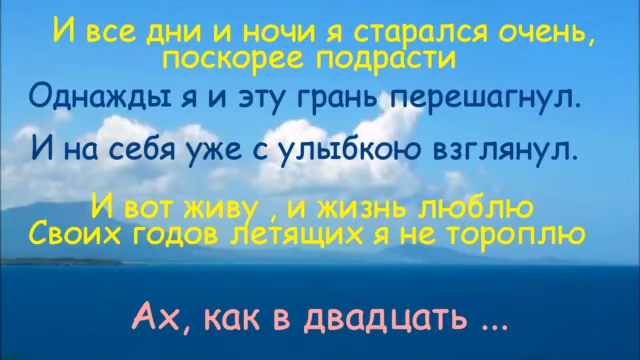 И все дни и ночи я старался очень,
поскорее подрасти
Однажды я и эту грань перешагнул.
И на себя уже с улыбкою взглянул.
И вот живу , и жизнь люблю
Своих годов летящих я не тороплю
Ах, как в двадцать ...